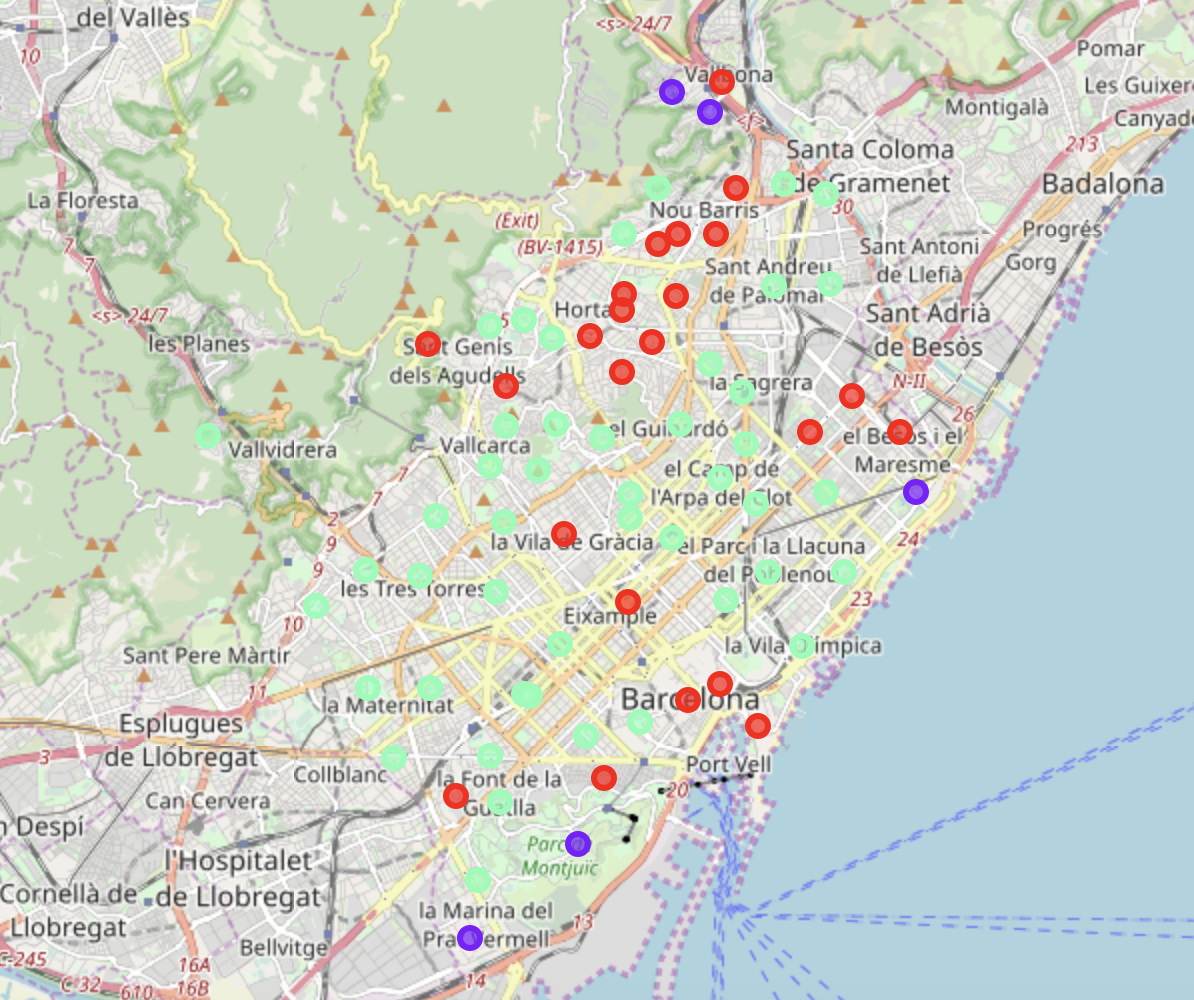 del Vallès
<s> 24/7
10
Pomar
Les Guixer
Montigalà
Canyad
<f>
213
Santa Coloma
de Gramenet
Badalona
La Floresta
30
Nou Barris
(Exit)
(BV-1415)
Progrés
Sant Antoni
de Llefià
Gorg
7
7
Sant Andreu
de Palomar
Horta
<s> 24/7
5
Sant Adrià
de Besòs
les Planes
Sant Genís
dels Agudells
la Sagrera
N-II
26
el Guinardó
Vallcarca
Vallvidrera
el Besòs i el
Maresme
el Camp de
l'Arpa del Clot
7
7
2
9
9
la Vila de Gràcia
el Parc i la Llacuna
del Poblenou
24
les Tres Torres
23
10
Eixample
la Vila Olímpica
Sant Pere Màrtir
11
Barcelona
la Maternitat
Esplugues
de Llobregat
3
Collblanc
Port Vell
la Font de la
Guatlla
20
Can Cervera
n Despí
Parc
Montjuïc
l'Hospitalet
de Llobregat
Cornellà de
Llobregat
la Marina del
Prat Vermell
13
Bellvitge
C-245
16A
16B
C-32
610
14